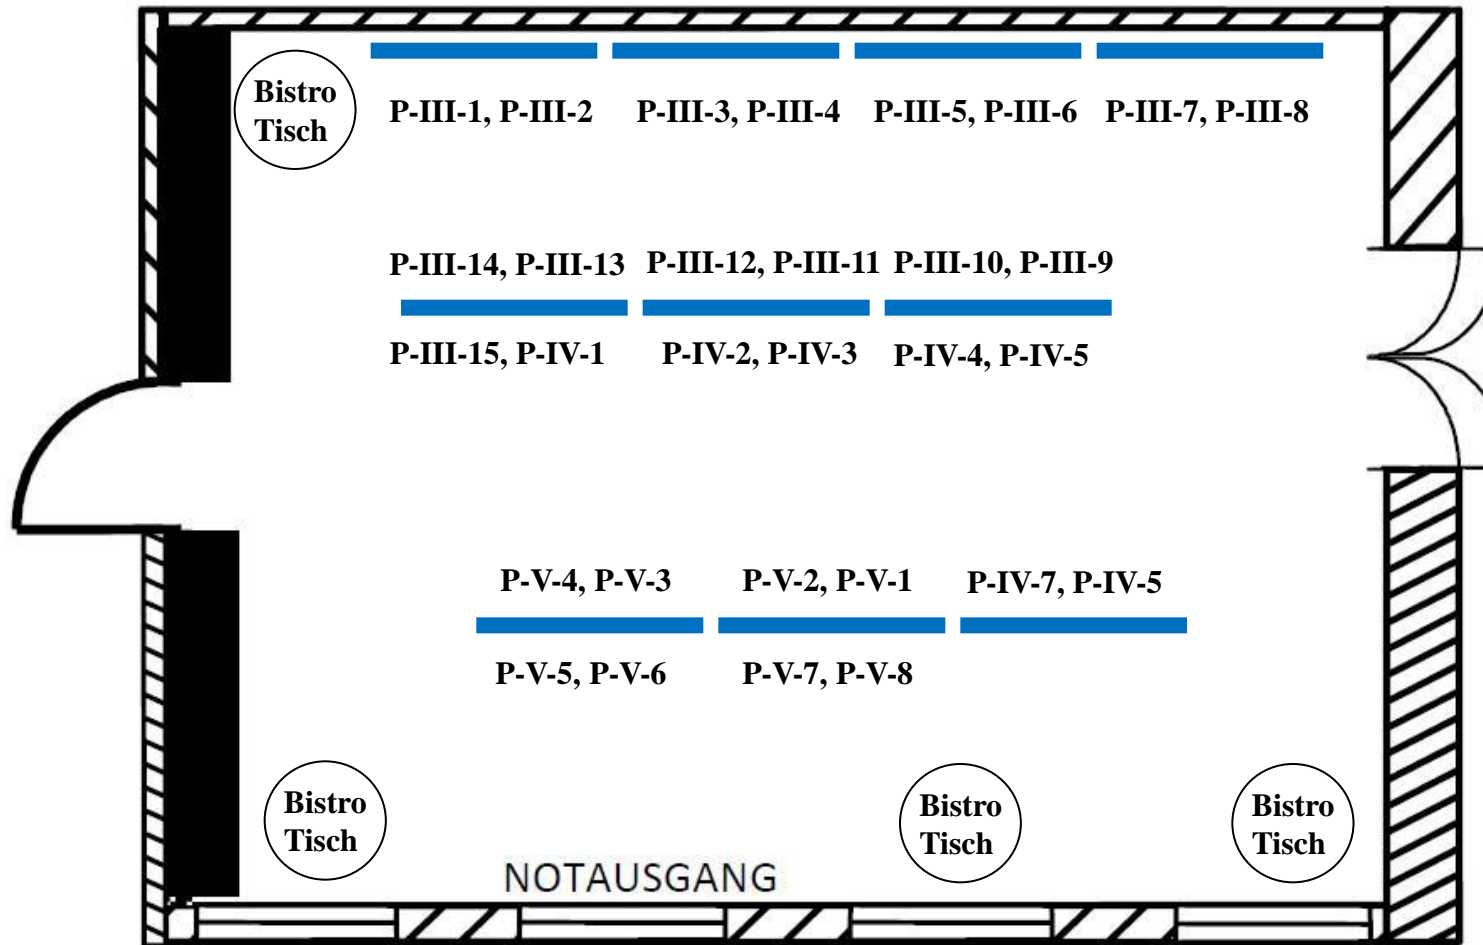 Bistro
Tisch
P-III-1, P-III-2
P-III-3, P-III-4
P-III-5, P-III-6
P-III-7, P-III-8
P-III-14, P-III-13
P-III-12, P-III-11
P-III-10, P-III-9
P-III-15, P-IV-1
P-IV-2, P-IV-3
P-IV-4, P-IV-5
P-V-4, P-V-3
P-V-2, P-V-1
P-IV-7, P-IV-5
P-V-5, P-V-6
P-V-7, P-V-8
Bistro
Tisch
Bistro
Tisch
Bistro
Tisch
NOTAUSGANG